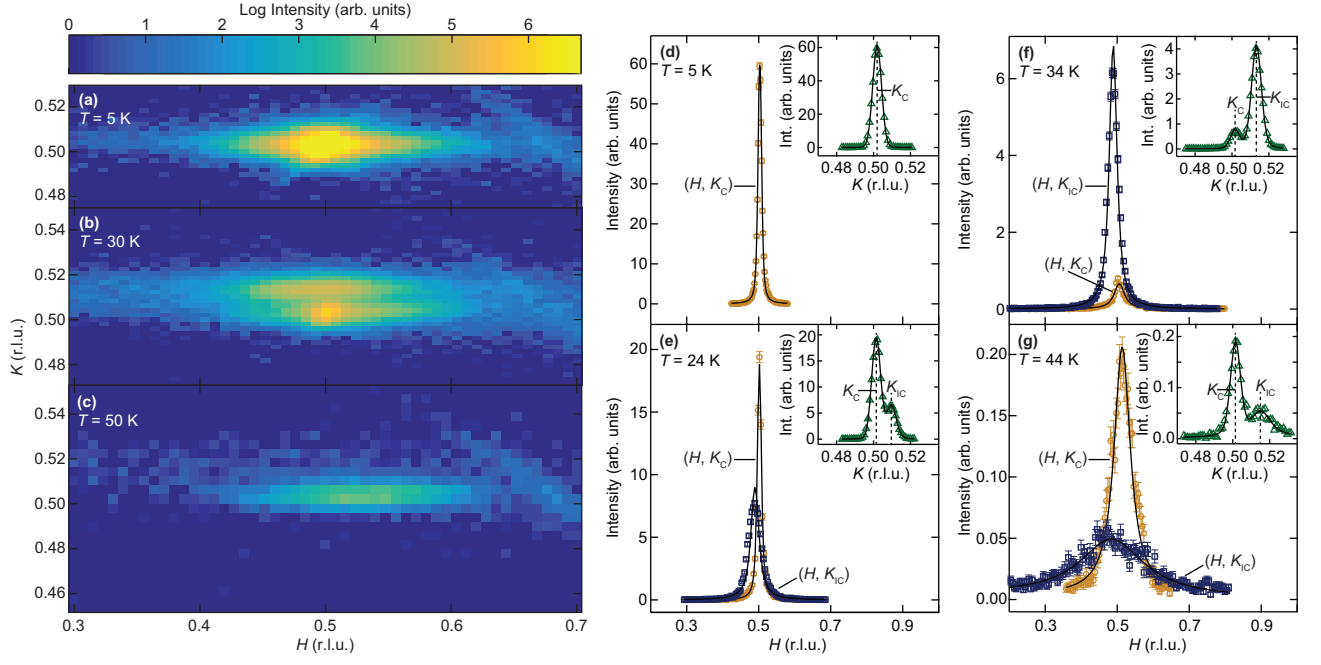 Log Intensity (arb. units)
0 1 2 3 4 5 6
(a)
T = 5 K
0.52
0.50
0.48
(b)
T = 30 K
0.54
0.52
0.50
0.48
(c)
T = 50 K
0.54
0.52
0.50
0.48
0.46
K (r.l.u.)
0.3 0.4 0.5 0.6 0.7
H (r.l.u.)
(d)
T = 5 K
60
50
40
30
20
10
0
Intensity (arb. units)
(H, KC)
60
40
20
0
Int. (arb. units)
KC
0.48 0.50 0.52
K (r.l.u.)
(e)
T = 24 K
20
15
10
5
0
Intensity (arb. units)
(H, KC)
(H, KIC)
20
15
10
5
0
Int. (arb. units)
KC
KIC
0.48 0.50 0.52
K (r.l.u.)
0.3 0.5 0.7 0.9
H (r.l.u.)
(f)
T = 34 K
6
4
2
0
Intensity (arb. units)
(H, KIC)
(H, KC)
4
3
2
1
0
Int. (arb. units)
KC
KIC
0.48 0.50 0.52
K (r.l.u.)
(g)
T = 44 K
0.20
0.15
0.10
0.05
0.00
Intensity (arb. units)
(H, KC)
(H, KIC)
0.2
0.1
0.0
Int. (arb. units)
KC
KIC
0.48 0.50 0.52
K (r.l.u.)
0.3 0.5 0.7 0.9
H (r.l.u.)